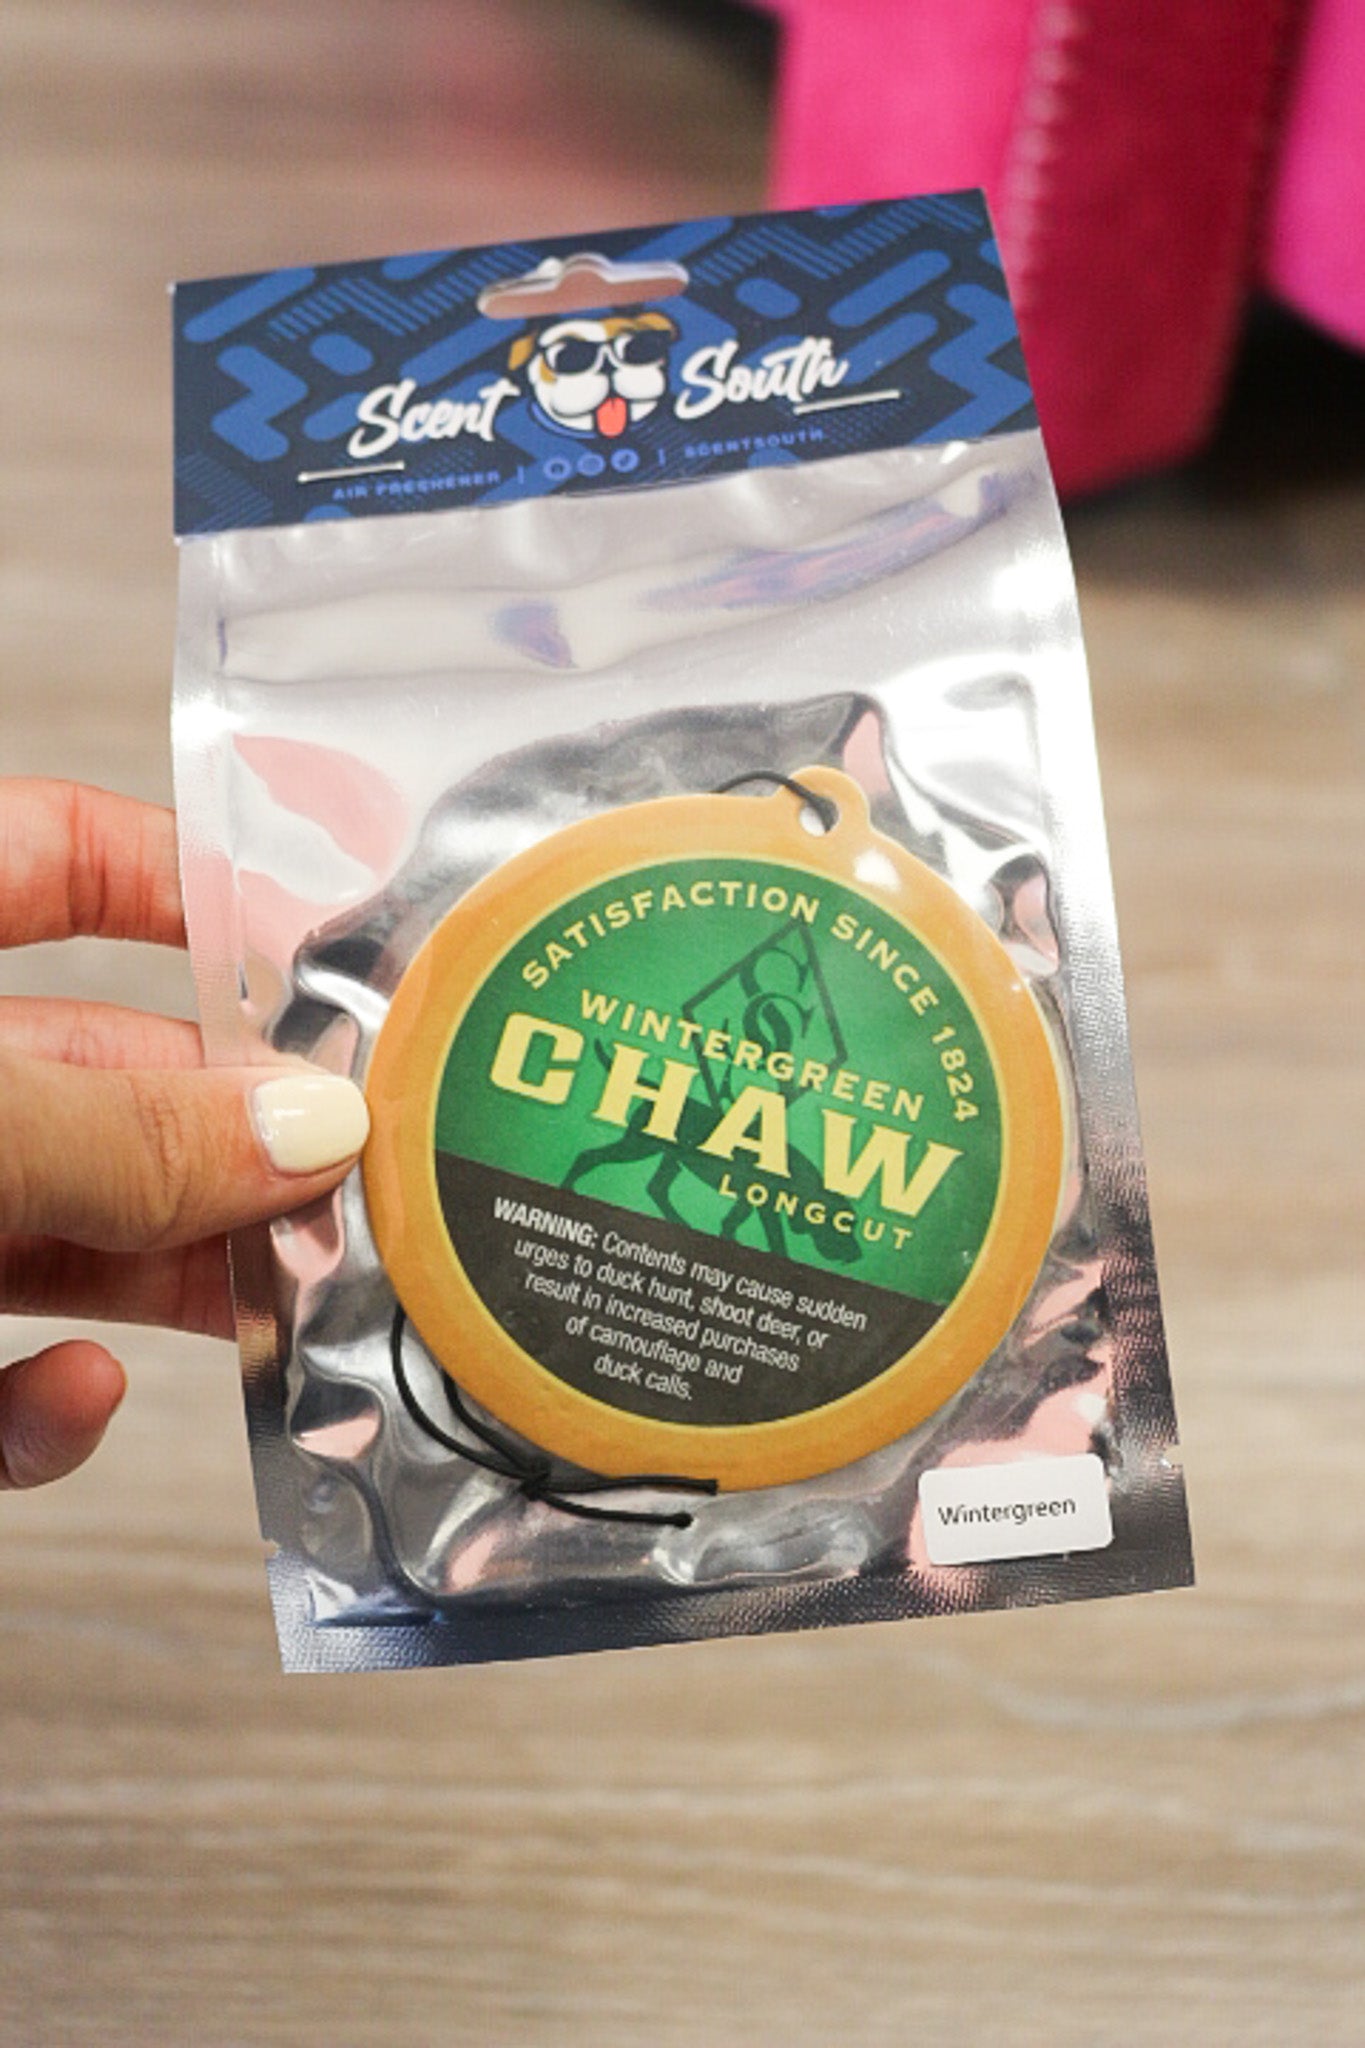 Scent South
AIR FRESHENER | SCENTSOUTH
SATISFACTION SINCE 1824
CS
WINTERGREEN
CHAW
LONGCUT
WARNING: Contents may cause sudden
urges to duck hunt, shoot deer, or
result in increased purchases
of camouflage and
duck calls.
Wintergreen